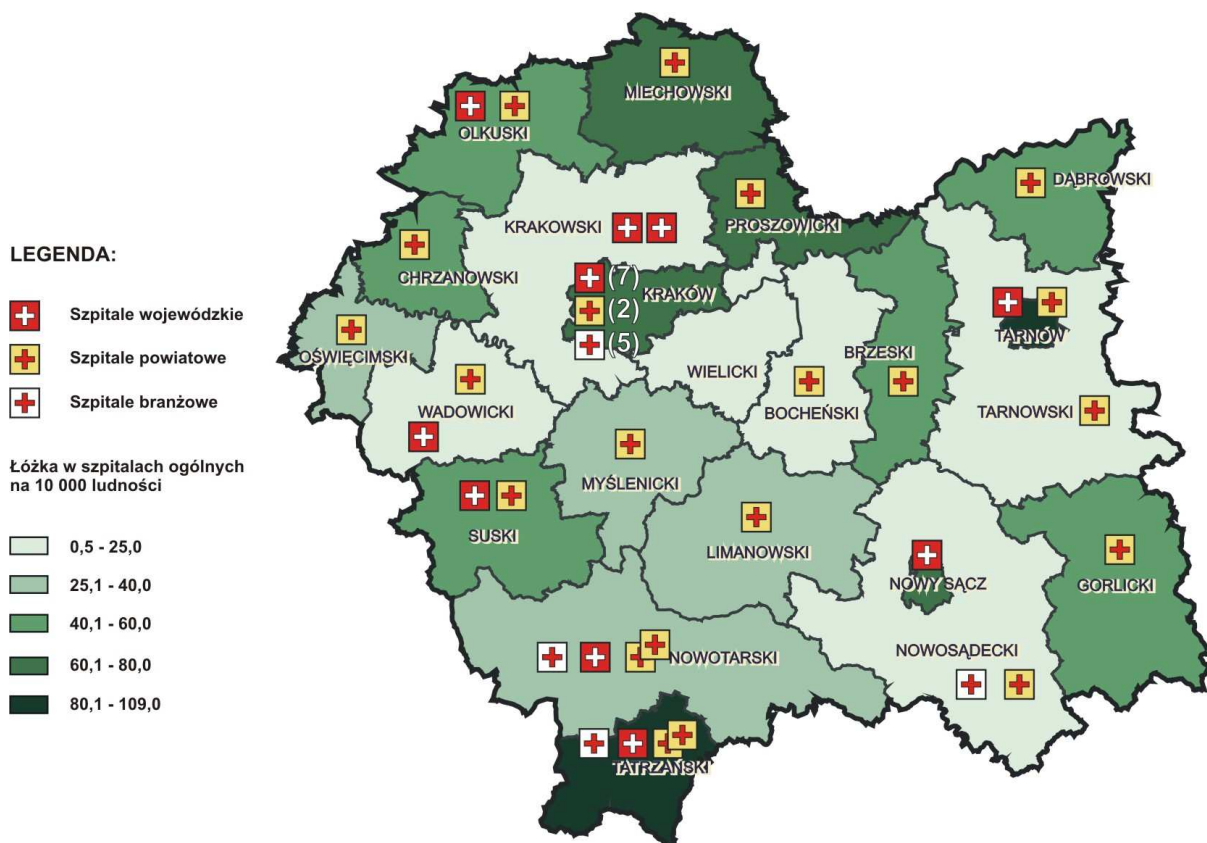 MIECHOWSKI
OLKUSKI
DĄBROWSKI
PROSZOWICKI
KRAKOWSKI
LEGENDA:
CHRZANOWSKI
(7)
KRAKÓW
Szpitale wojewódzkie
(2)
TARNÓW
(5)
OŚWIĘCIMSKI
BRZESKI
Szpitale powiatowe
WIELICKI
Szpitale branżowe
WADOWICKI
BOCHEŃSKI
TARNOWSKI
Łóżka w szpitalach ogólnych
na 10 000 ludności
MYŚLENICKI
SUSKI
LIMANOWSKI
0,5 - 25,0
25,1 - 40,0
NOWY SĄCZ
GORLICKI
40,1 - 60,0
NOWOTARSKI
NOWOSĄDECKI
60,1 - 80,0
80,1 - 109,0
TATRZAŃSKI